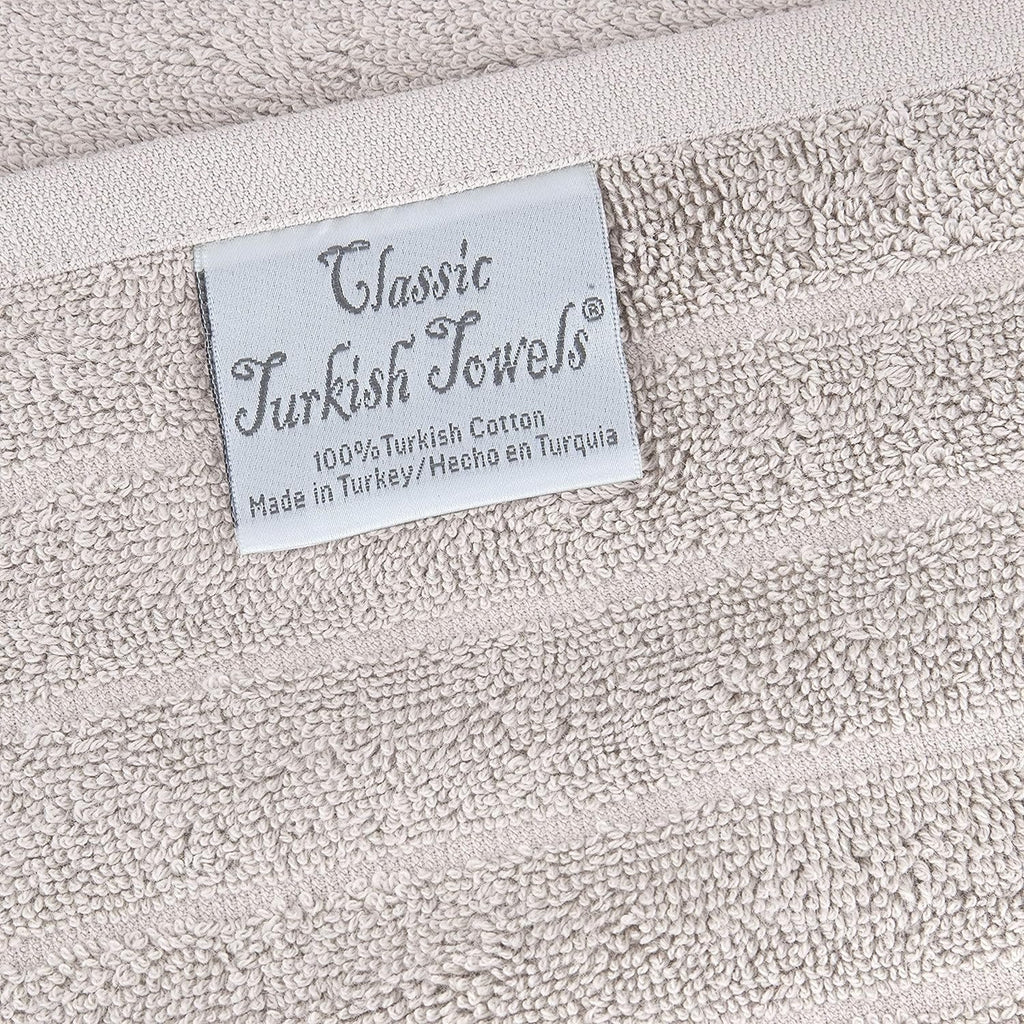 Classic
Turkish Towels®
100% Turkish Cotton
Made in Turkey/Hecho en Turquia